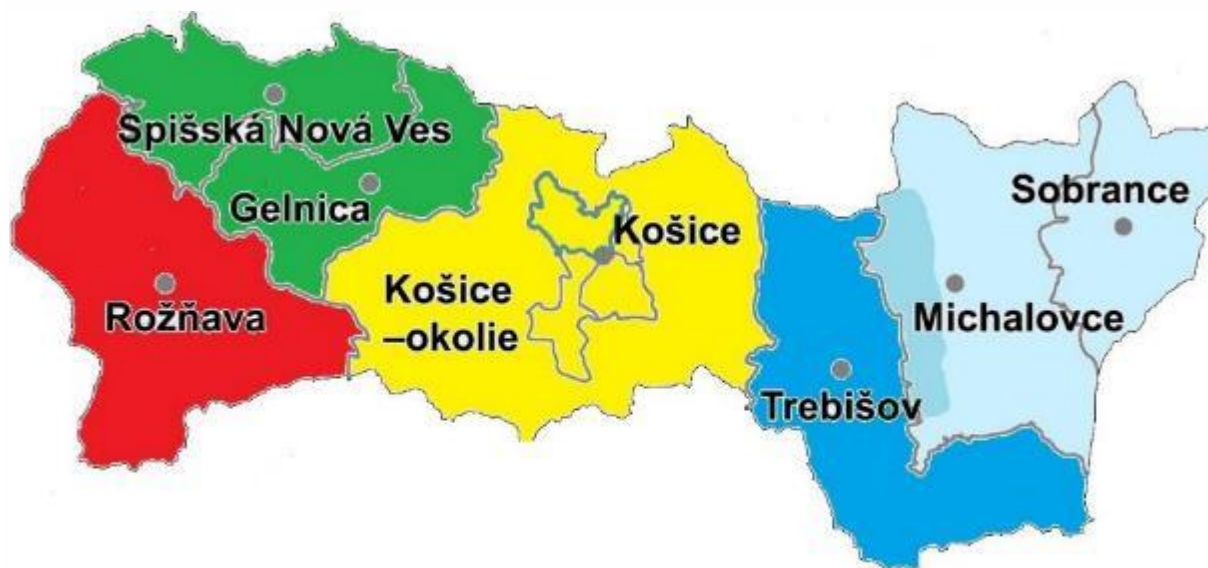 Spišská Nová Ves
Gelnica
Rožňava
Košice
Košice
–okolie
Sobrance
Michalovce
Trebišov